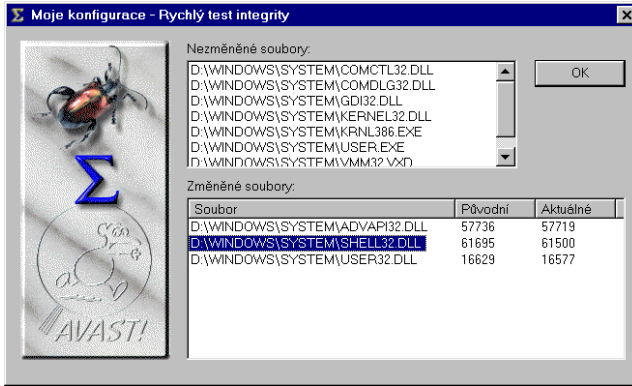 Σ Moje konfigurace - Rychlý test integrity
Nezměněné soubory:
D:\WINDOWS\SYSTEM\COMCTL32.DLL
D:\WINDOWS\SYSTEM\COMDLG32.DLL
D:\WINDOWS\SYSTEM\GDI32.DLL
D:\WINDOWS\SYSTEM\KERNEL32.DLL
D:\WINDOWS\SYSTEM\KRNL386.EXE
D:\WINDOWS\SYSTEM\USER.EXE
D:\WINDOWS\SYSTEM\VMM32.VXD
OK
Σ
AVAST!
Změněné soubory:
Soubor Původní Aktuálné
D:\WINDOWS\SYSTEM\ADVAPI32.DLL 57736 57719
D:\WINDOWS\SYSTEM\SHELL32.DLL 61695 61500
D:\WINDOWS\SYSTEM\USER32.DLL 16629 16577